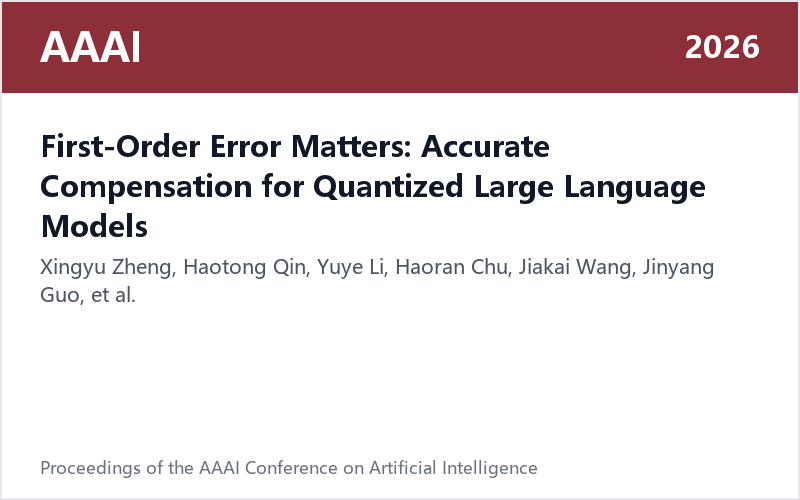 AAAI
2026
First-Order Error Matters: Accurate
Compensation for Quantized Large Language
Models
Xingyu Zheng, Haotong Qin, Yuye Li, Haoran Chu, Jiakai Wang, Jinyang
Guo, et al.
Proceedings of the AAAI Conference on Artificial Intelligence